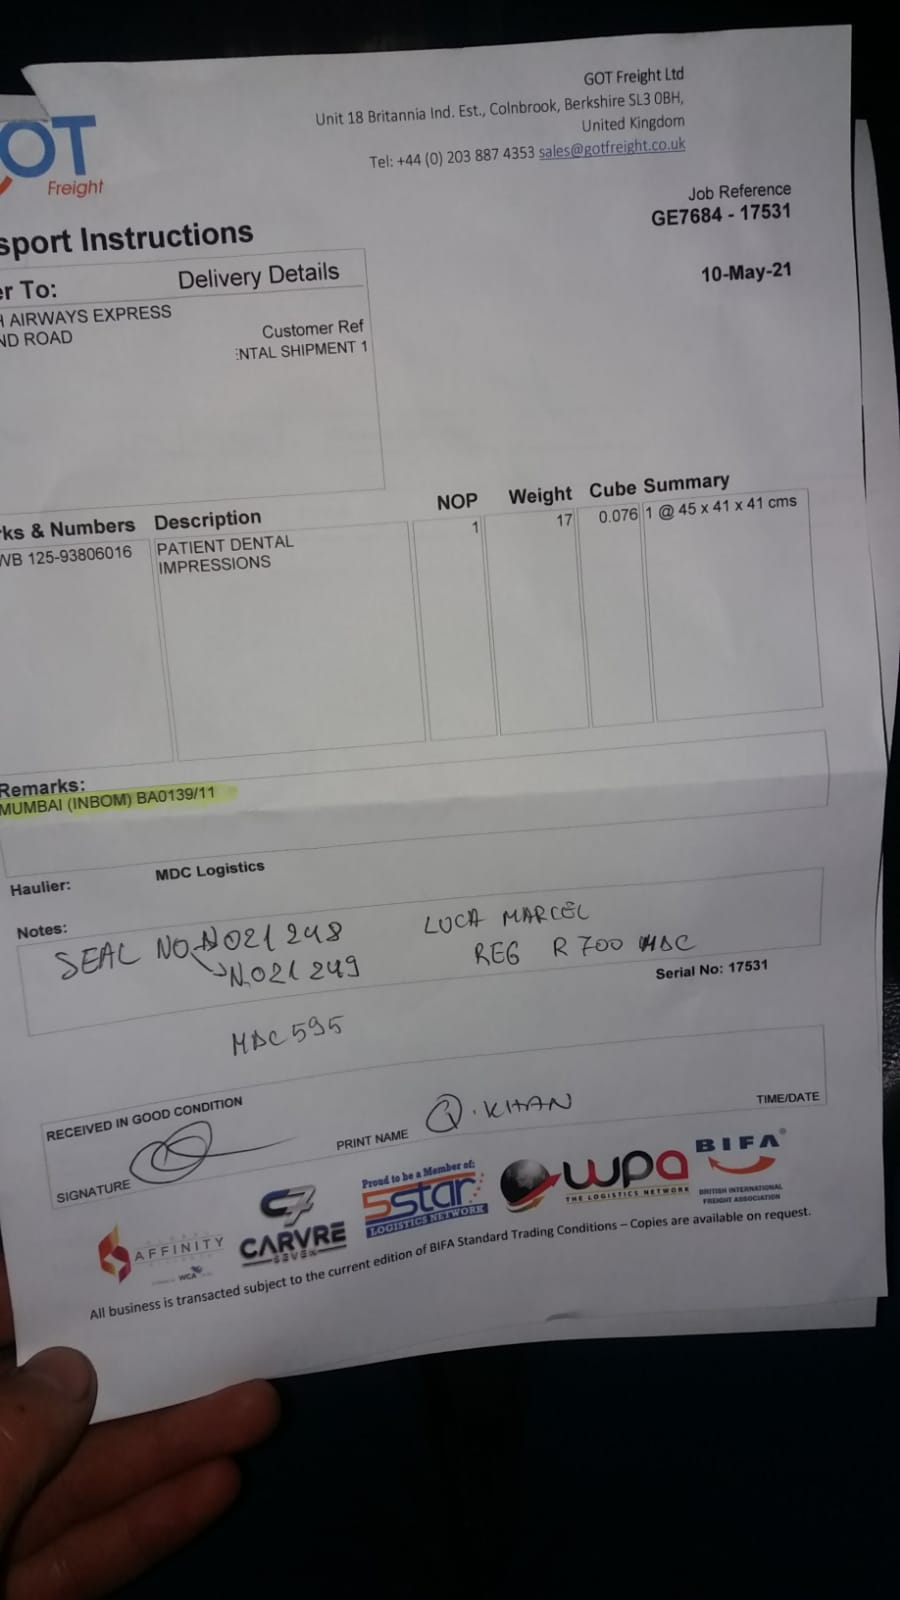 OT
Freight
GOT Freight Ltd
Unit 18 Britannia Ind. Est., Colnbrook, Berkshire SL3 0BH,
United Kingdom
Tel: +44 (0) 203 887 4353 sales@gotfreight.co.uk
Job Reference
GE7684 - 17531
10-May-21
sport Instructions
er To:
Delivery Details
H AIRWAYS EXPRESS
ND ROAD
Customer Ref
ENTAL SHIPMENT 1
rks & Numbers Description NOP Weight Cube Summary
WB 125-93806016 PATIENT DENTAL 1 17 0.076 1 @ 45 x 41 x 41 cms
IMPRESSIONS
Remarks:
MUMBAI (INBOM) BA0139/11
Haulier: MDC Logistics
Notes:
SEAL NO N021248
N021249
LUCA MARCEL
REG R700 MDC
Serial No: 17531
MDC595
RECEIVED IN GOOD CONDITION
SIGNATURE
PRINT NAME Q.KHAN
TIME/DATE
AFFINITY
WCA
C7
CARVRE
SEVEN
Proud to be a Member of:
5star
LOGISTICS NETWORK
wpa
THE LOGISTICS NETWORK
BIFA
BRITISH INTERNATIONAL
FREIGHT ASSOCIATION
All business is transacted subject to the current edition of BIFA Standard Trading Conditions – Copies are available on request.